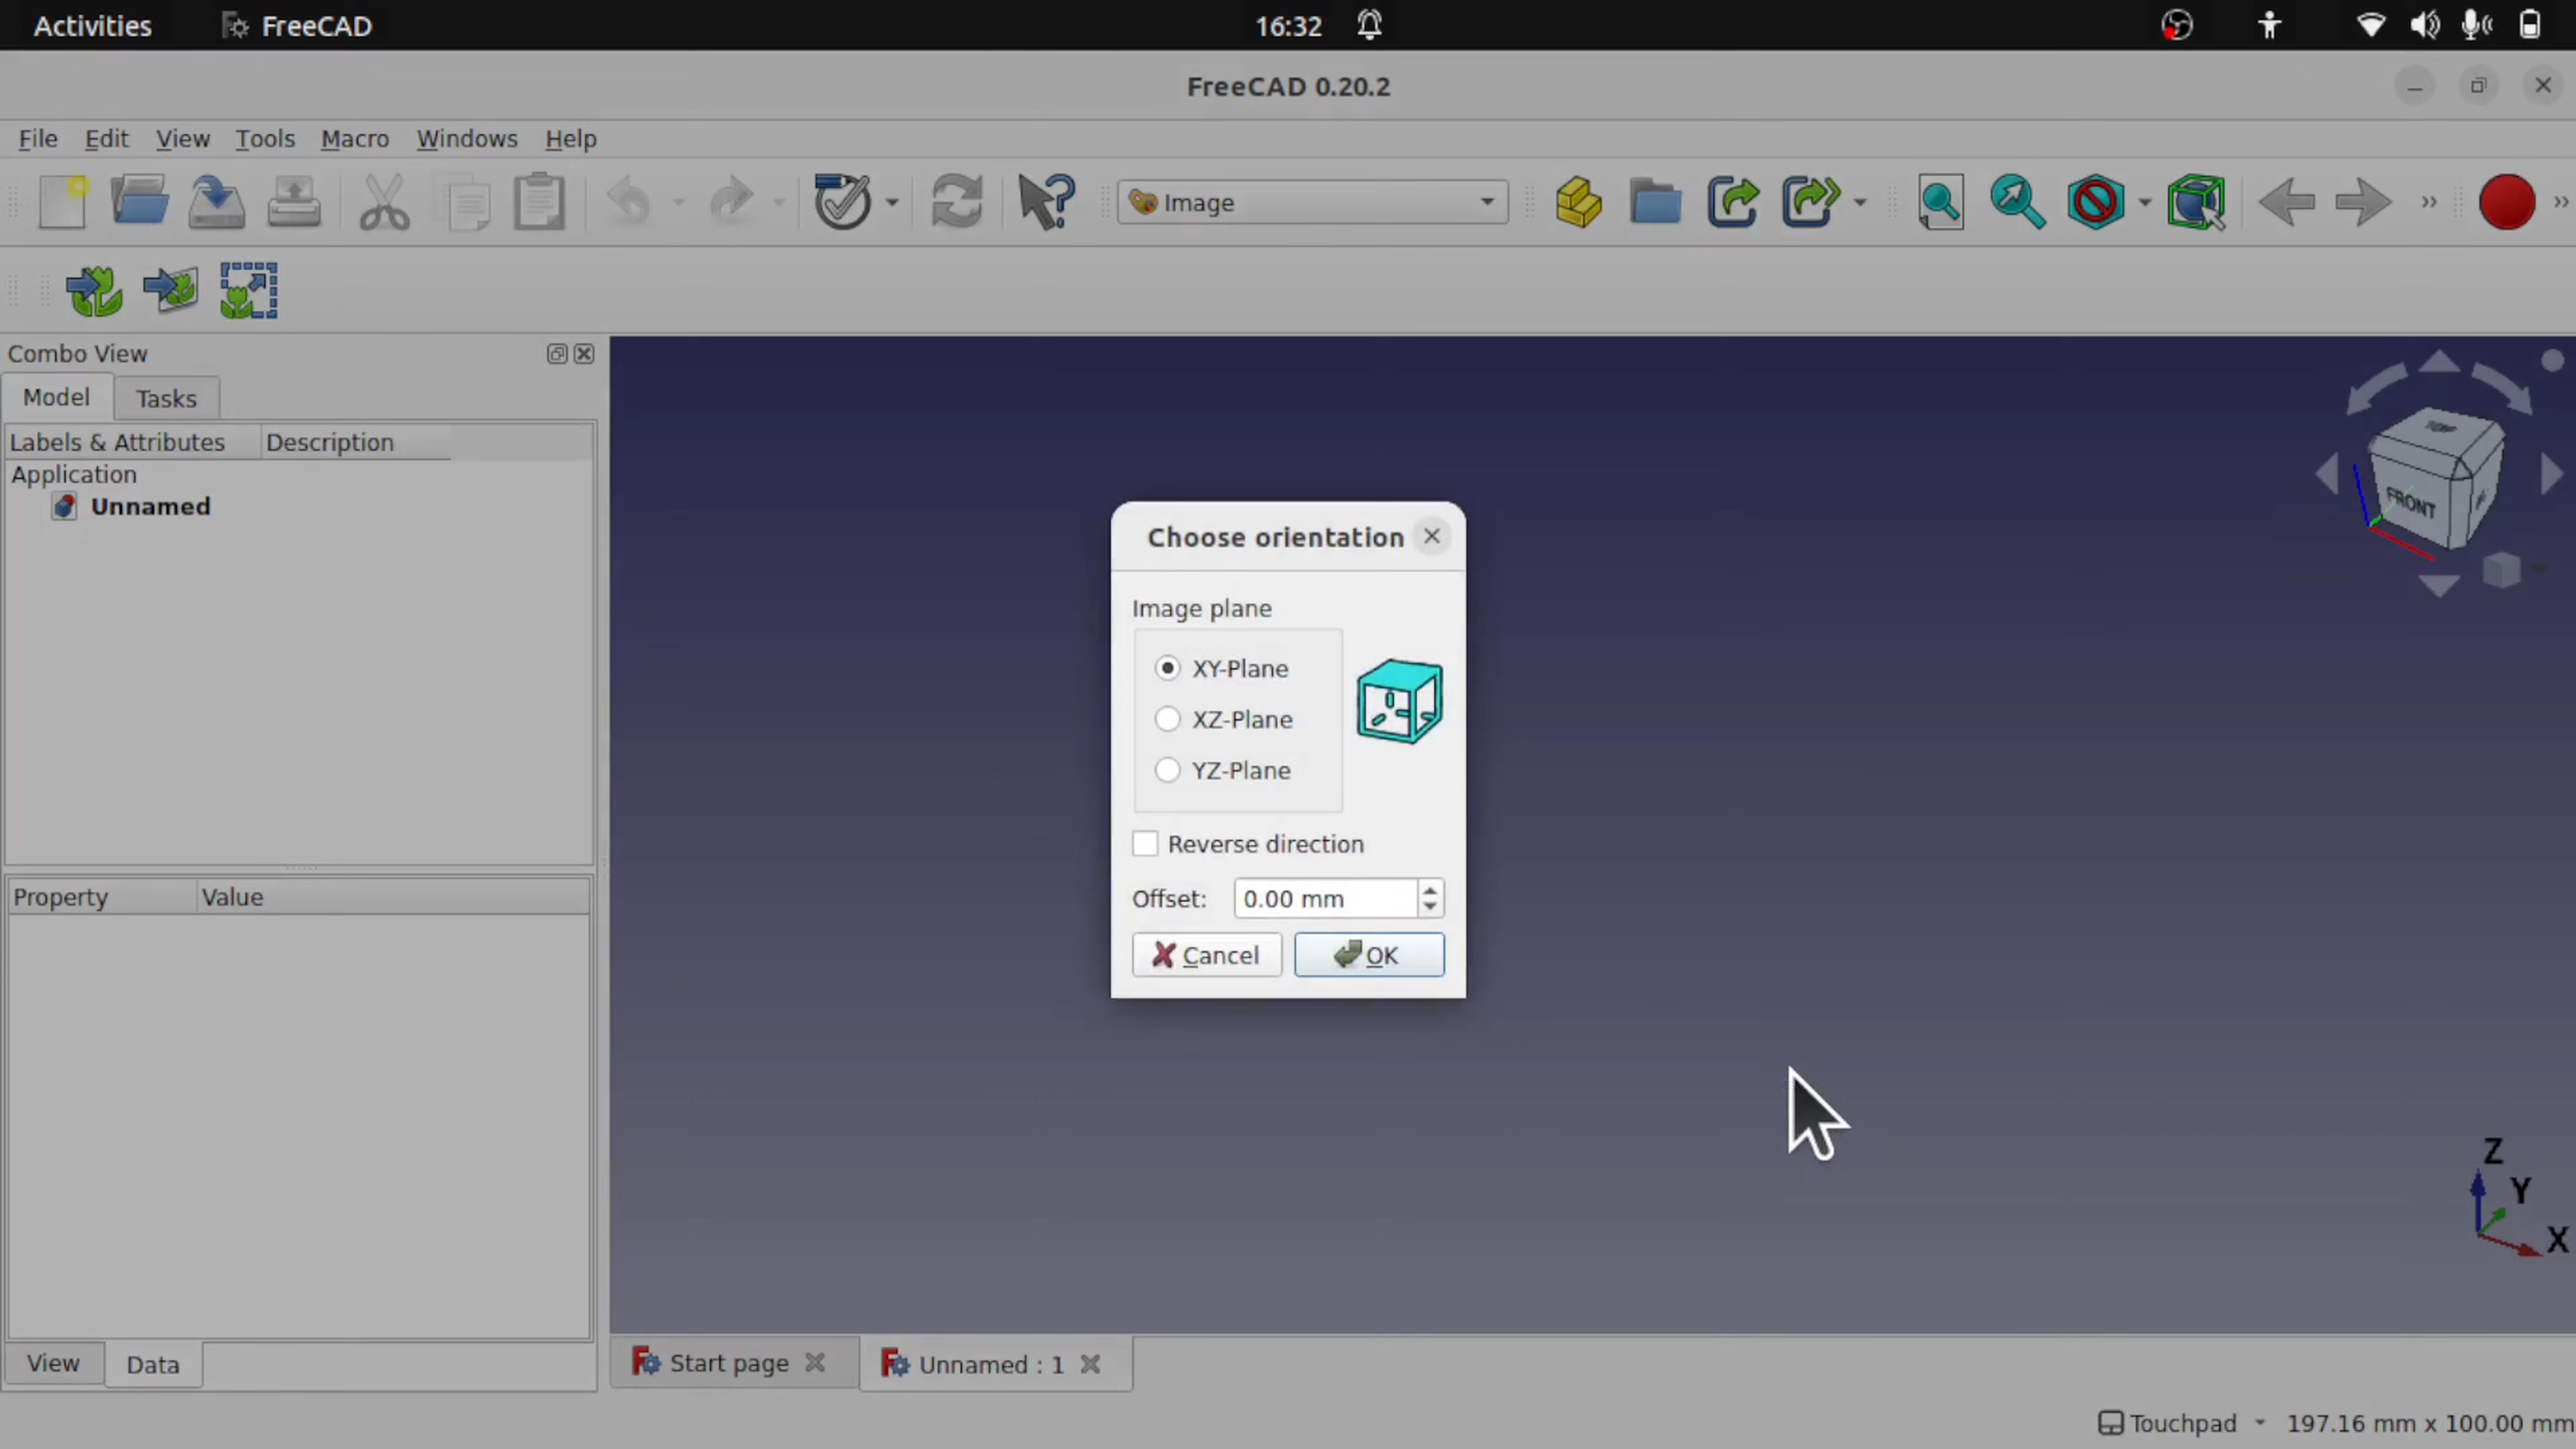 Activities FreeCAD 16:32
FreeCAD 0.20.2
File Edit View Tools Macro Windows Help
Image
Combo View
Model Tasks
Labels & Attributes Description
Application
Unnamed
Property Value
View Data
TOP
FRONT
Choose orientation
Image plane
XY-Plane
XZ-Plane
YZ-Plane
Reverse direction
Offset: 0.00 mm
Cancel OK
Z
Y
X
Start page Unnamed : 1
Touchpad 197.16 mm x 100.00 mm